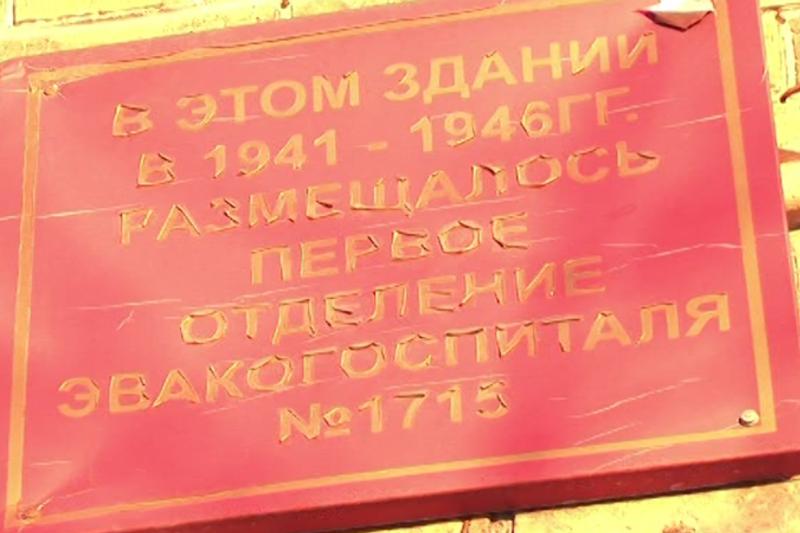 В ЭТОМ ЗДАНИИ
В 1941 - 1946ГГ.
РАЗМЕЩАЛОСЬ
ПЕРВОЕ
ОТДЕЛЕНИЕ
ЭВАКОГОСПИТАЛЯ
№1715